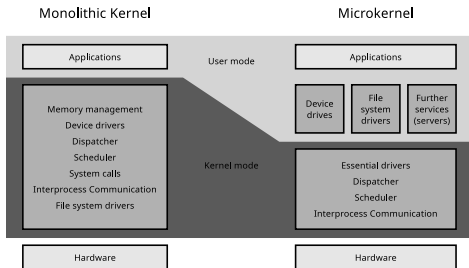 Monolithic Kernel
Microkernel
Applications
User mode
Applications
Device
drives
File
system
drivers
Further
services
(servers)
Memory management
Device drivers
Dispatcher
Scheduler
System calls
Interprocess Communication
File system drivers
Kernel mode
Essential drivers
Dispatcher
Scheduler
Interprocess Communication
Hardware
Hardware